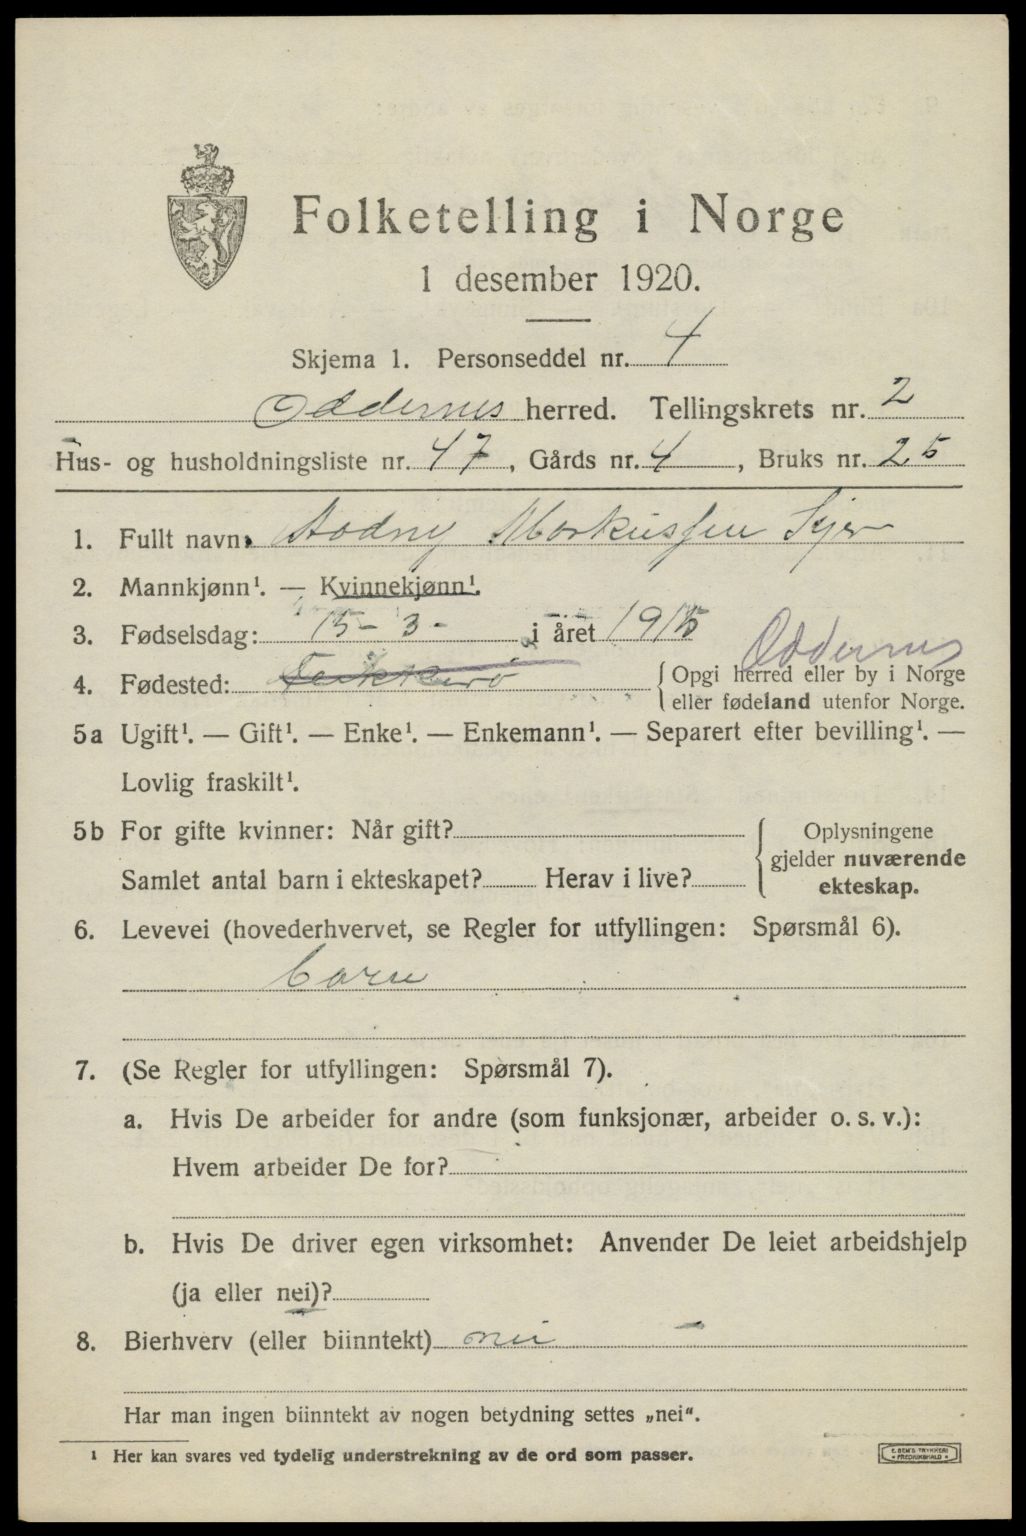 Folketelling i Norge
1 desember 1920.
Skjema 1. Personseddel nr. 4
Oddernes herred. Tellingskrets nr. 2
Hus- og husholdningsliste nr. 47, Gårds nr. 4, Bruks nr. 25
1. Fullt navn: Aodny Markussen
2. Mannkjønn¹. — Kvinnekjønn¹.
3. Fødselsdag: 15-3- i året 1915
Oddernes
4. Fødested: { Opgi herred eller by i Norge
eller fødeland utenfor Norge.
5a Ugift¹. — Gift¹. — Enke¹. — Enkemann¹. — Separert efter bevilling¹. —
Lovlig fraskilt¹.
5b For gifte kvinner: Når gift?
Samlet antal barn i ekteskapet? Herav i live?
Oplysningene
gjelder nuværende
ekteskap.
6. Levevei (hovederhvervet, se Regler for utfyllingen: Spørsmål 6).
barn
7. (Se Regler for utfyllingen: Spørsmål 7).
a. Hvis De arbeider for andre (som funksjonær, arbeider o. s. v.):
Hvem arbeider De for?
b. Hvis De driver egen virksomhet: Anvender De leiet arbeidshjelp
(ja eller nei)?
8. Bierhverv (eller biinntekt) nei
Har man ingen biinntekt av nogen betydning settes „nei".
¹ Her kan svares ved tydelig understrekning av de ord som passer.
E. SEM'S TRYKKERI
FREDRIKSHALD